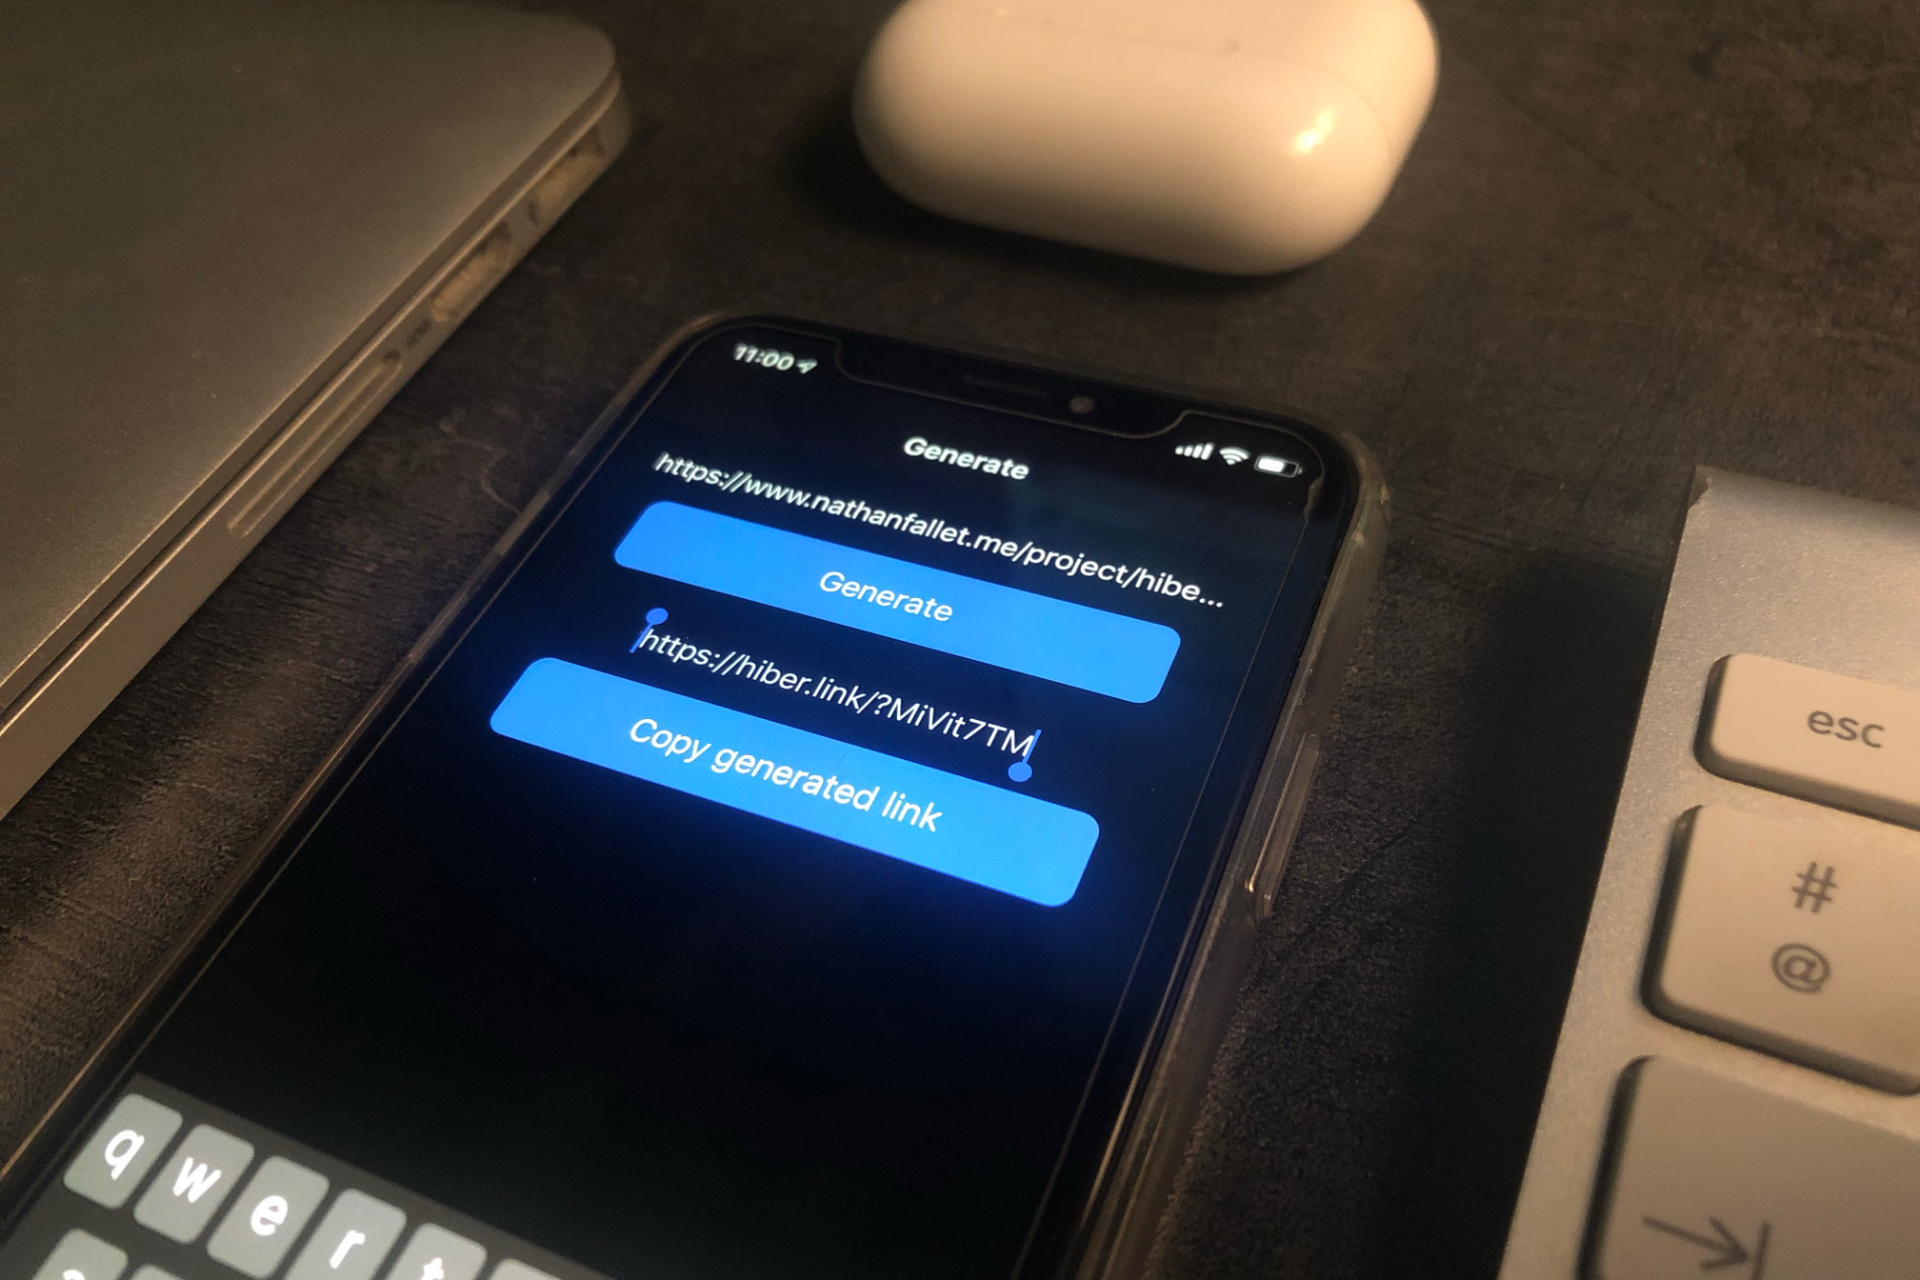 11:00
Generate
https://www.nathanfallet.me/project/hibe...
Generate
https://hiber.link/?MiVit7TM
Copy generated link
q w e r t
esc
#
@